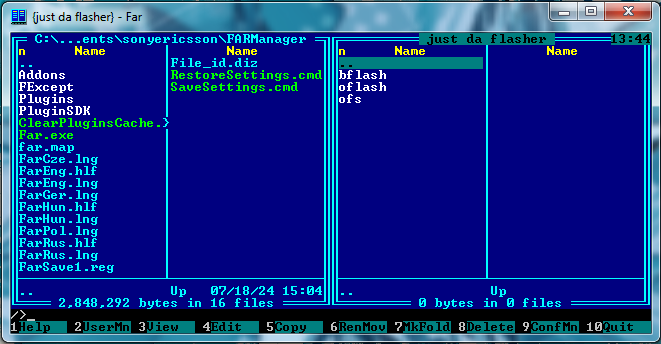 {just da flasher} - Far
C:\...ents\sonyericsson\FARManager
just da flasher 13:44
n Name Name
.. File_id.diz
Addons RestoreSettings.cmd
FExcept SaveSettings.cmd
Plugins
PluginSDK
ClearPluginsCache.>
Far.exe
far.map
FarCze.lng
FarEng.hlf
FarEng.lng
FarGer.lng
FarHun.hlf
FarHun.lng
FarPol.lng
FarRus.hlf
FarRus.lng
FarSave1.reg
.. Up 07/18/24 15:04
2,848,292 bytes in 16 files
n Name Name
..
bflash
oflash
ofs
.. Up
0 bytes in 0 files
/>_
1Help 2UserMn 3View 4Edit 5Copy 6RenMov 7MkFold 8Delete 9ConfMn 10Quit